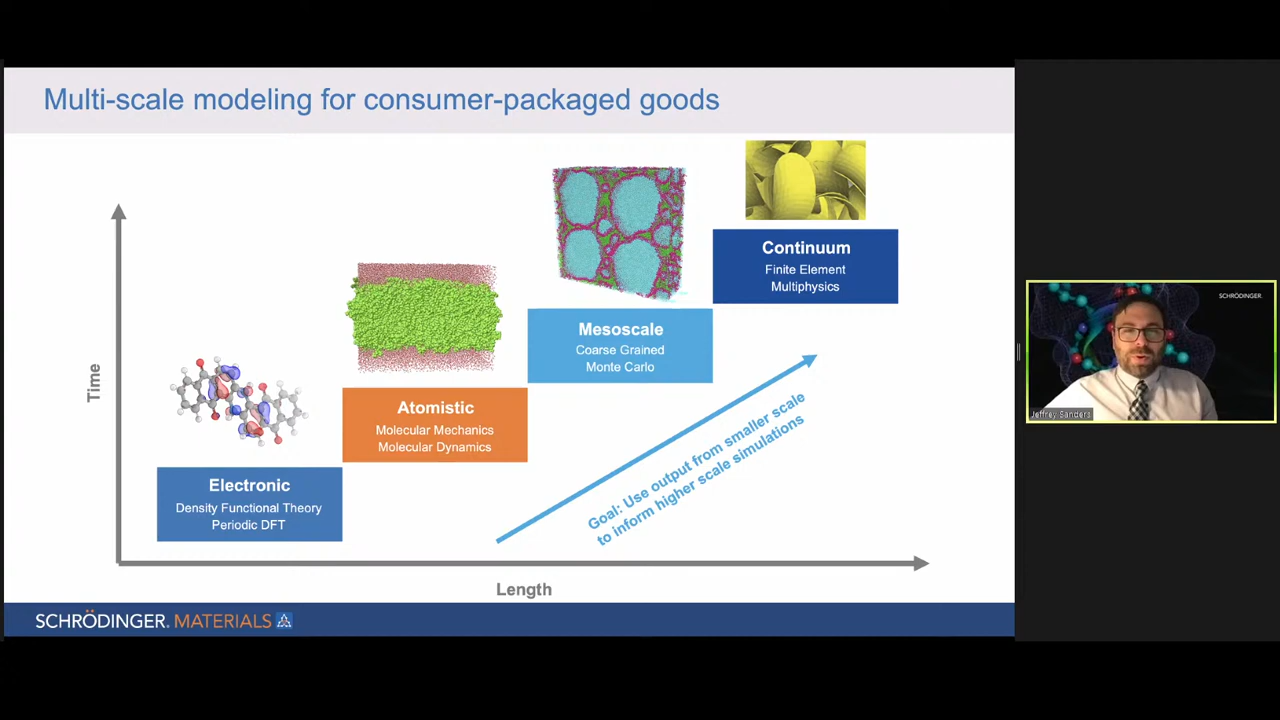 Multi-scale modeling for consumer-packaged goods
Continuum
Finite Element
Multiphysics
SCHRÖDINGER.
Mesoscale
Coarse Grained
Monte Carlo
Time
Atomistic
Molecular Mechanics
Molecular Dynamics
Jeffrey Sanders
Goal: Use output from smaller scale
to inform higher scale simulations
Electronic
Density Functional Theory
Periodic DFT
Length
SCHRÖDINGER. MATERIALS